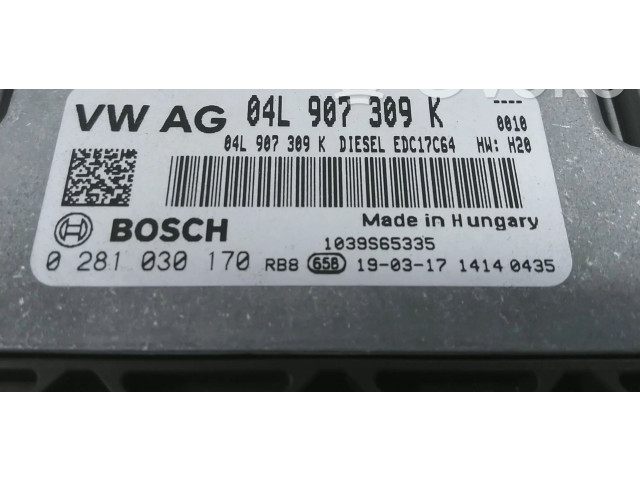 VW AG 04L 907 309 K ----
04L 907 309 K DIESEL EDC17C64 HW: H20 0010
Made in Hungary
BOSCH 1039S65335
0 281 030 170 RB8 65B 19-03-17 1414 0435